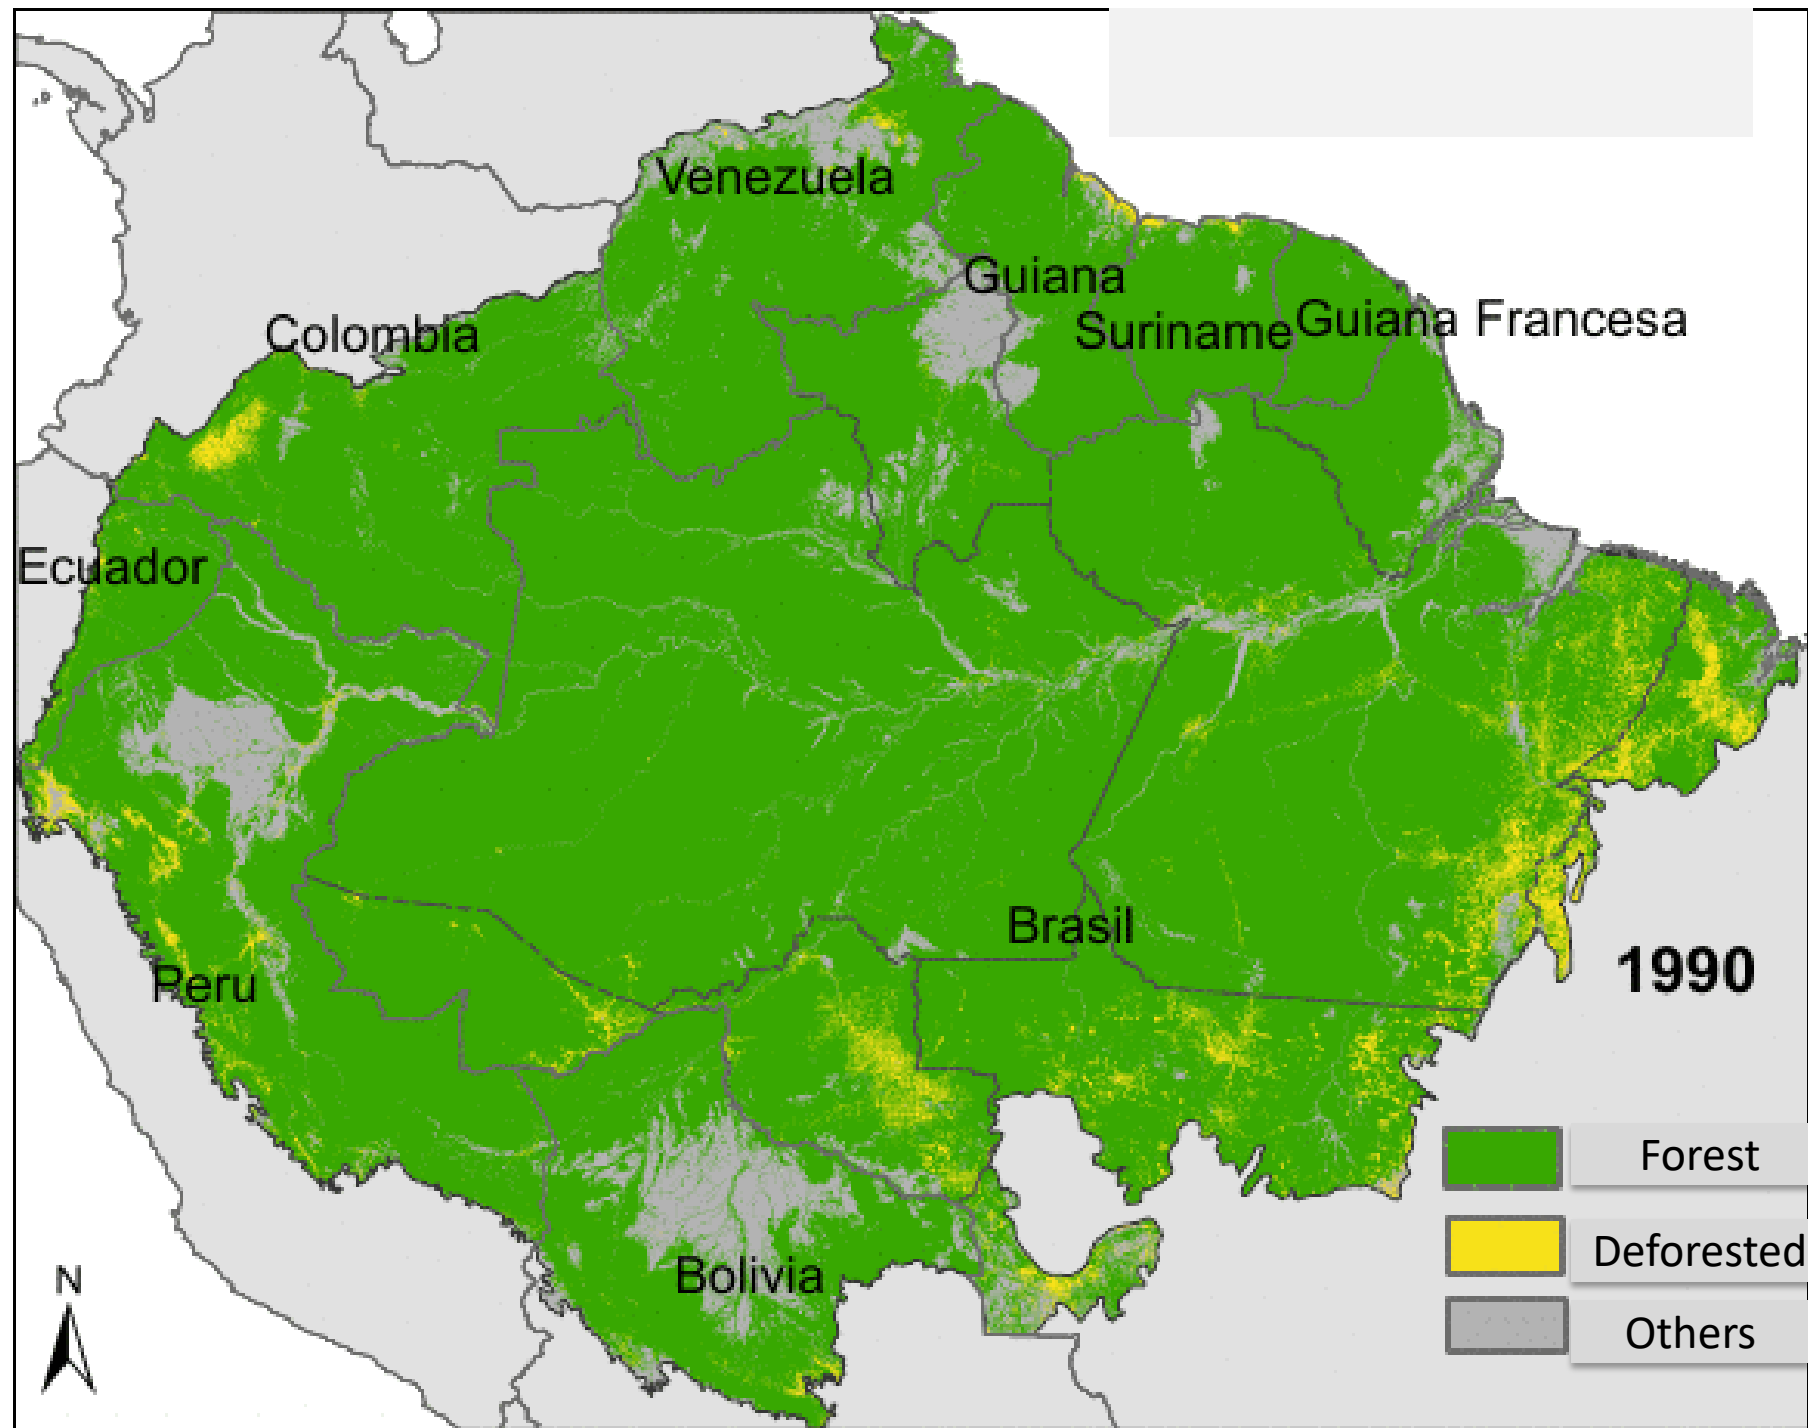 Venezuela
Guiana
Suriname
Guiana Francesa
Colombia
Ecuador
Brasil
Peru
1990
Forest
Deforested
Bolivia
Others
N